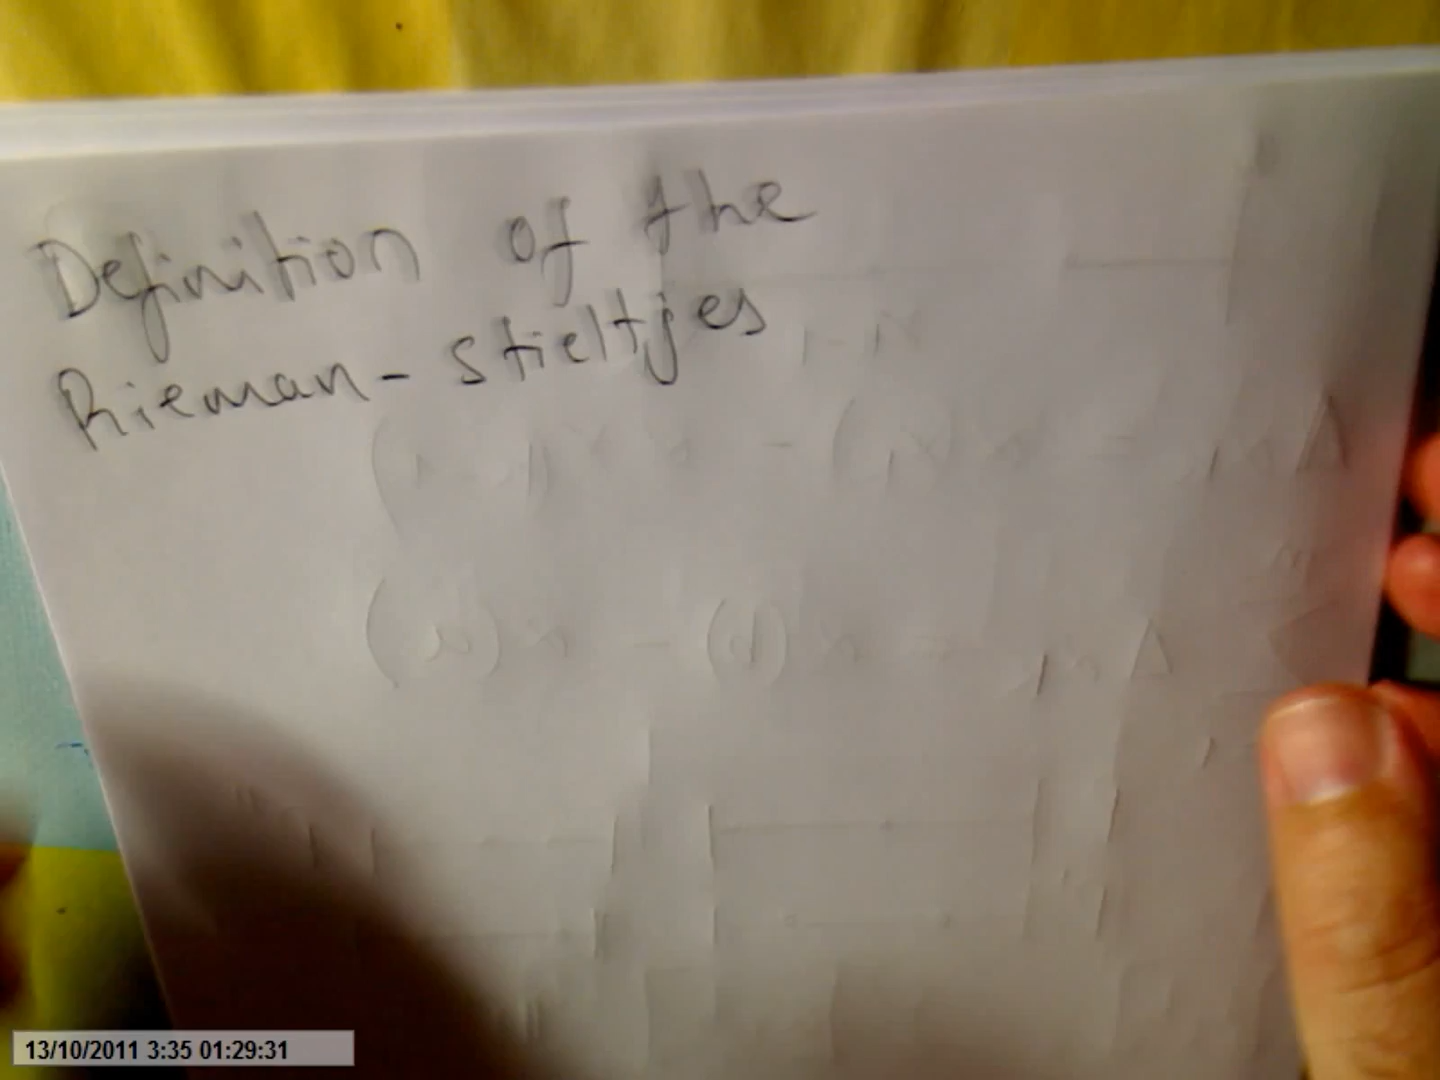 Definition of the
Rieman - Stieltjes
13/10/2011 3:35 01:29:31